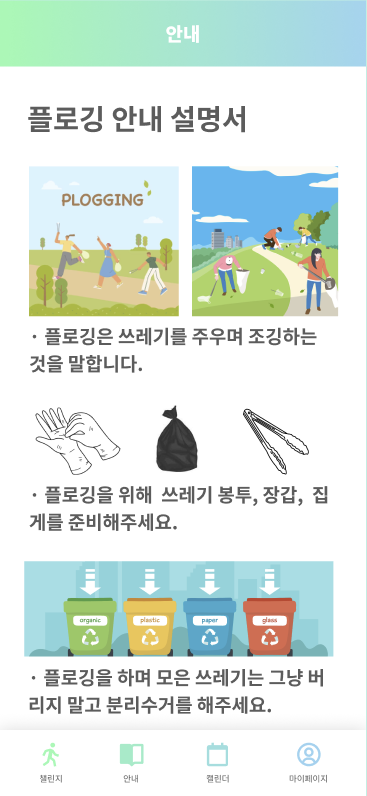 안내
플로깅 안내 설명서
PLOGGING
· 플로깅은 쓰레기를 주우며 조깅하는
것을 말합니다.
· 플로깅을 위해 쓰레기 봉투, 장갑, 집
게를 준비해주세요.
organic plastic paper glass
· 플로깅을 하며 모은 쓰레기는 그냥 버
리지 말고 분리수거를 해주세요.
챌린지 안내 캘린더 마이페이지